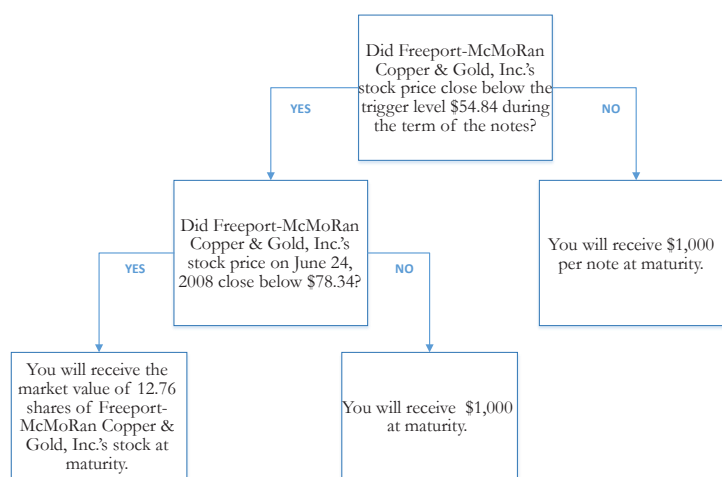 Did Freeport-McMoRan
Copper & Gold, Inc.'s
stock price close below the
trigger level $54.84 during
the term of the notes?
YES
NO
Did Freeport-McMoRan
Copper & Gold, Inc.'s
stock price on June 24,
2008 close below $78.34?
You will receive $1,000
per note at maturity.
YES
NO
You will receive the
market value of 12.76
shares of Freeport-
McMoRan Copper &
Gold, Inc.'s stock at
maturity.
You will receive $1,000
at maturity.